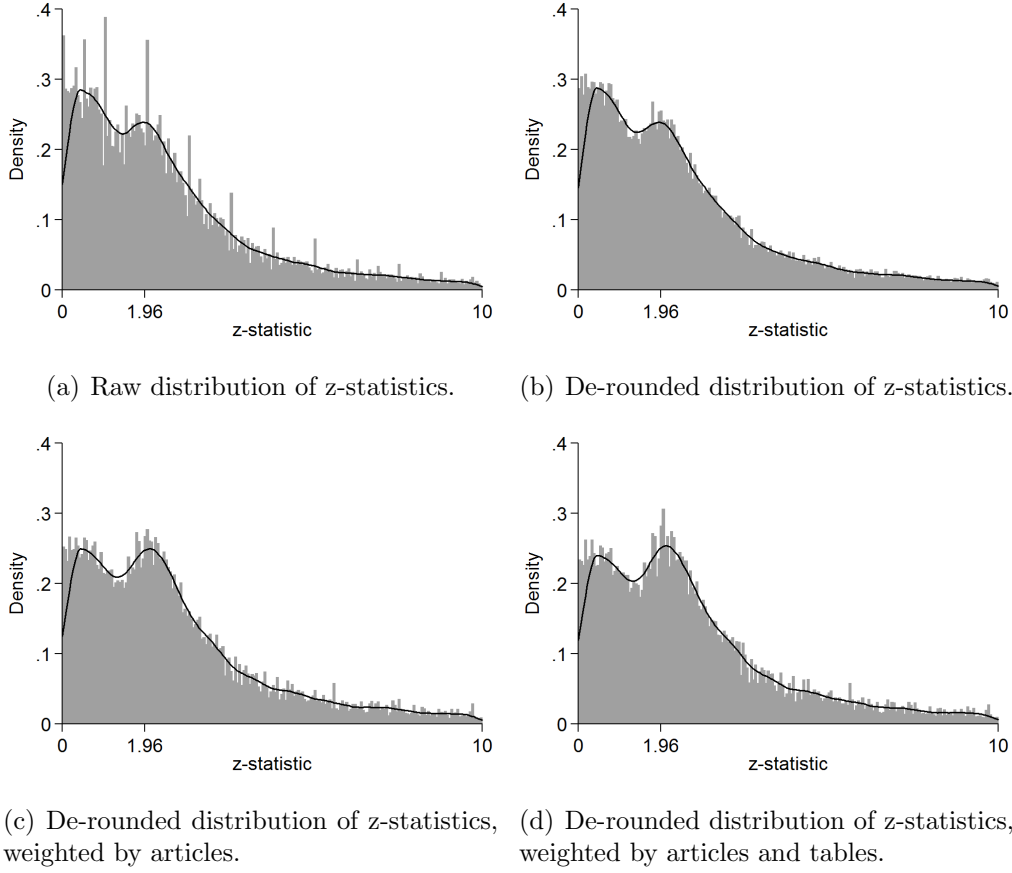 .4
.3
.2
.1
0
Density
0 1.96 10
z-statistic
(a) Raw distribution of z-statistics.
.4
.3
.2
.1
0
Density
0 1.96 10
z-statistic
(b) De-rounded distribution of z-statistics.
.4
.3
.2
.1
0
Density
0 1.96 10
z-statistic
(c) De-rounded distribution of z-statistics,
weighted by articles.
.4
.3
.2
.1
0
Density
0 1.96 10
z-statistic
(d) De-rounded distribution of z-statistics,
weighted by articles and tables.